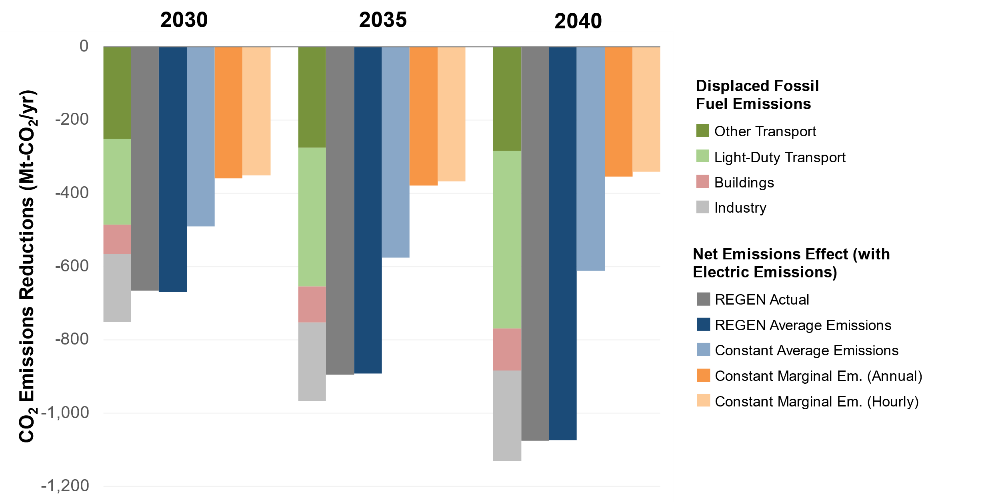 2030
2035
2040
0
-200
-400
-600
-800
-1,000
-1,200
CO2 Emissions Reductions (Mt-CO2/yr)
Displaced Fossil
Fuel Emissions
Other Transport
Light-Duty Transport
Buildings
Industry
Net Emissions Effect (with
Electric Emissions)
REGEN Actual
REGEN Average Emissions
Constant Average Emissions
Constant Marginal Em. (Annual)
Constant Marginal Em. (Hourly)